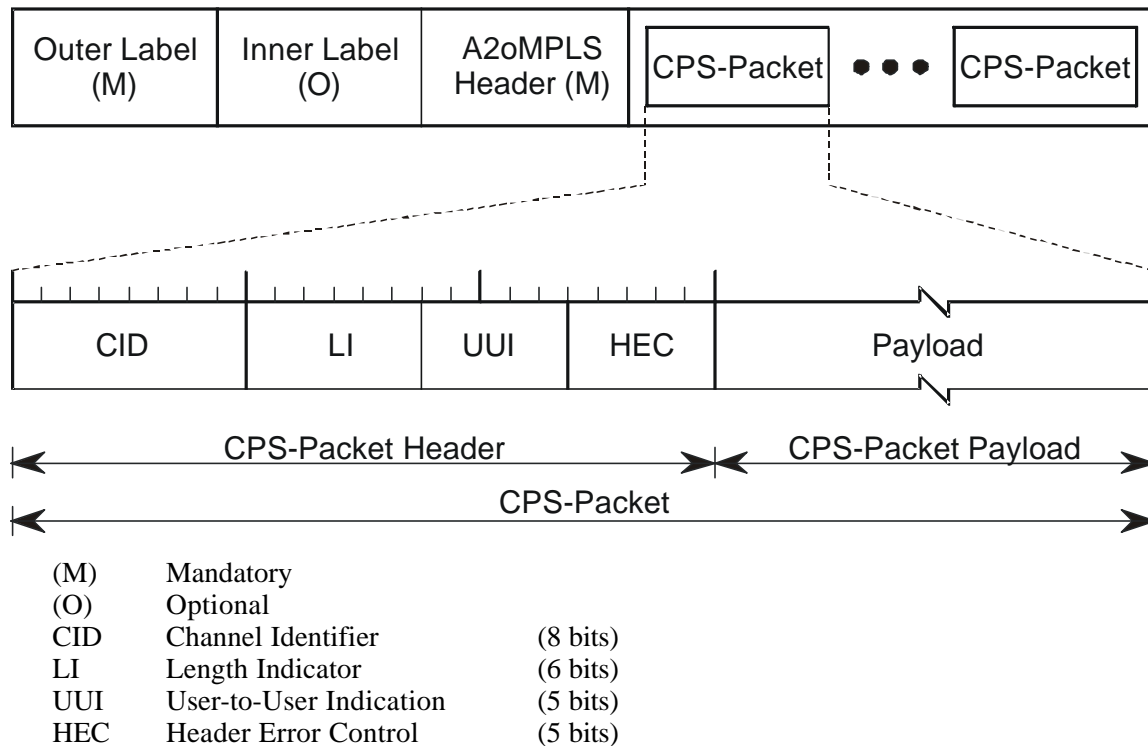 Outer Label
(M)
Inner Label
(O)
A2oMPLS
Header (M)
CPS-Packet
CPS-Packet
CID
LI
UUI
HEC
Payload
CPS-Packet Header
CPS-Packet Payload
CPS-Packet
(M) Mandatory
(O) Optional
CID Channel Identifier (8 bits)
LI Length Indicator (6 bits)
UUI User-to-User Indication (5 bits)
HEC Header Error Control (5 bits)